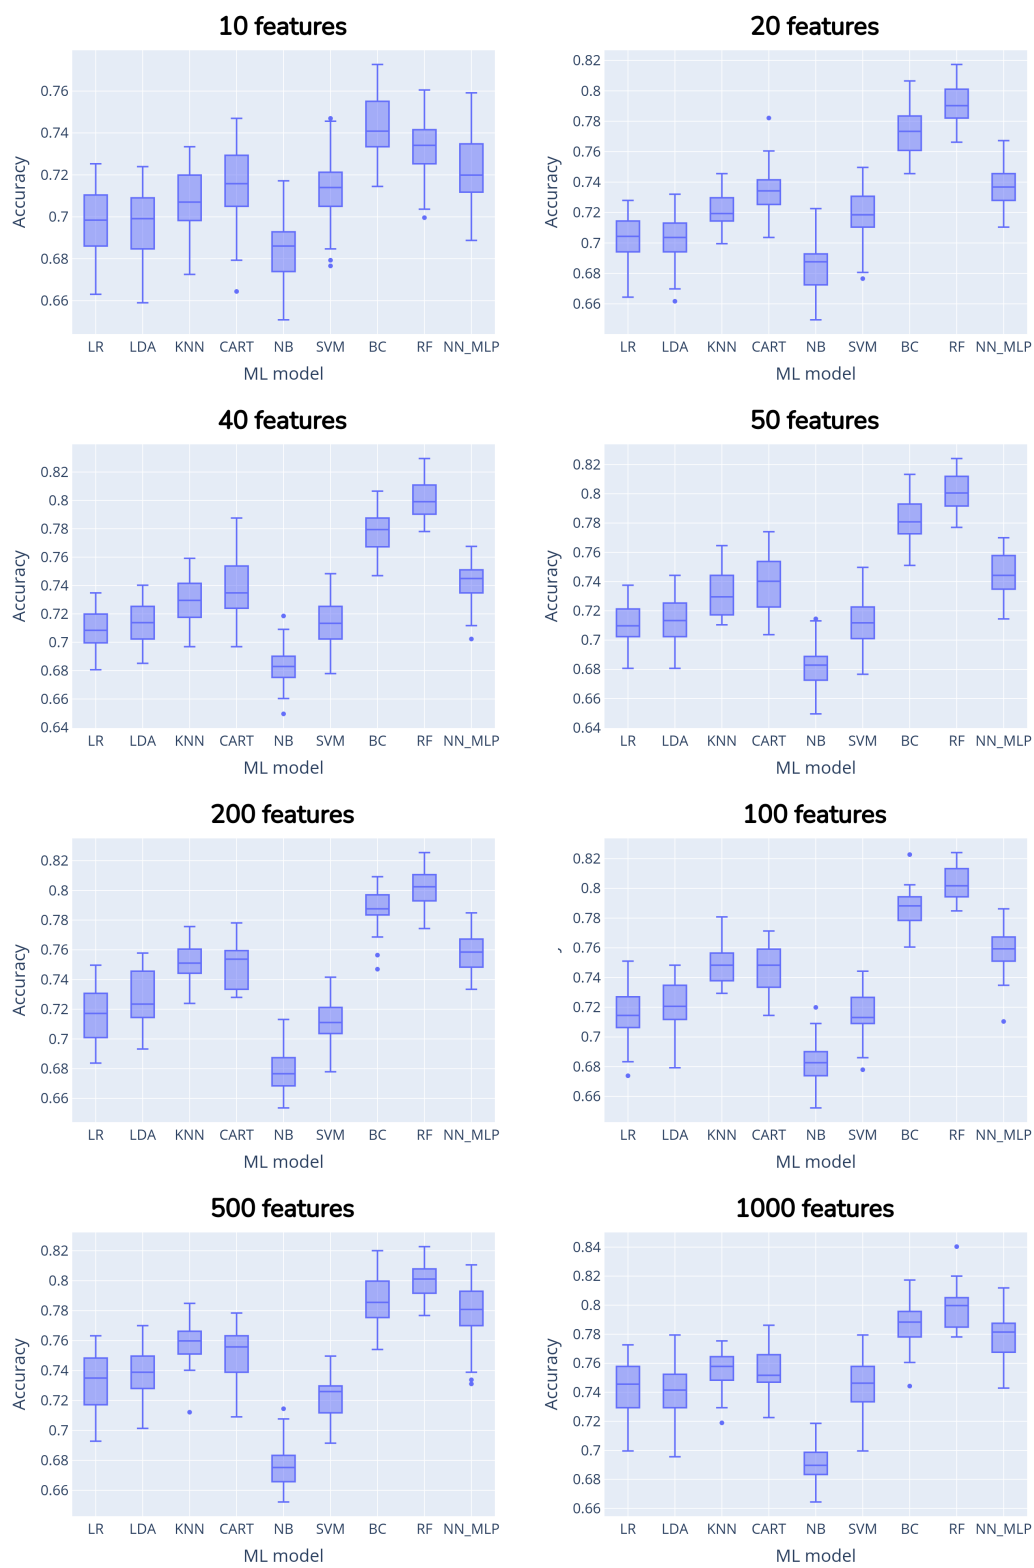 10 features
0.76
0.74
0.72
0.7
0.68
0.66
Accuracy
LR LDA KNN CART NB SVM BC RF NN_MLP
ML model
20 features
0.82
0.8
0.78
0.76
0.74
0.72
0.7
0.68
0.66
Accuracy
LR LDA KNN CART NB SVM BC RF NN_MLP
ML model
40 features
0.82
0.8
0.78
0.76
0.74
0.72
0.7
0.68
0.66
0.64
Accuracy
LR LDA KNN CART NB SVM BC RF NN_MLP
ML model
50 features
0.82
0.8
0.78
0.76
0.74
0.72
0.7
0.68
0.66
0.64
Accuracy
LR LDA KNN CART NB SVM BC RF NN_MLP
ML model
200 features
0.82
0.8
0.78
0.76
0.74
0.72
0.7
0.68
0.66
Accuracy
LR LDA KNN CART NB SVM BC RF NN_MLP
ML model
100 features
0.82
0.8
0.78
0.76
0.74
0.72
0.7
0.68
0.66
LR LDA KNN CART NB SVM BC RF NN_MLP
ML model
500 features
0.82
0.8
0.78
0.76
0.74
0.72
0.7
0.68
0.66
Accuracy
LR LDA KNN CART NB SVM BC RF NN_MLP
ML model
1000 features
0.84
0.82
0.8
0.78
0.76
0.74
0.72
0.7
0.68
0.66
Accuracy
LR LDA KNN CART NB SVM BC RF NN_MLP
ML model